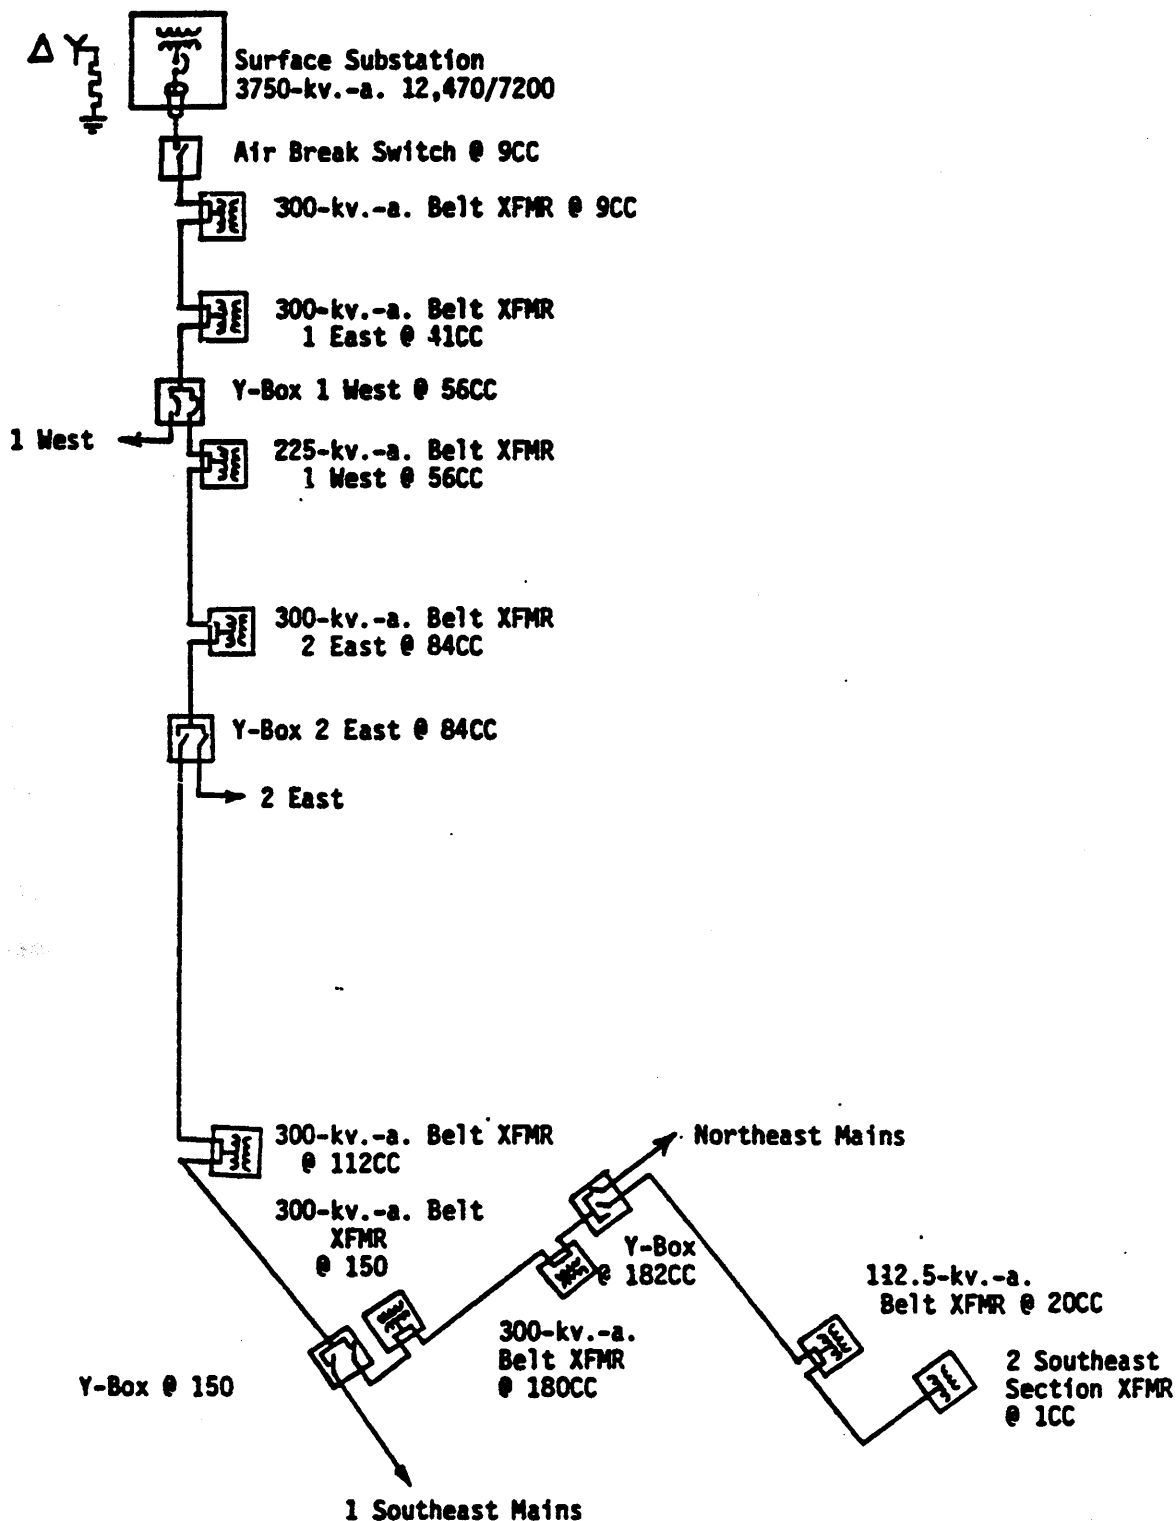 Δ Y
Surface Substation
3750-kv.-a. 12,470/7200
Air Break Switch @ 9CC
300-kv.-a. Belt XFMR @ 9CC
300-kv.-a. Belt XFMR
1 East @ 41CC
Y-Box 1 West @ 56CC
1 West
225-kv.-a. Belt XFMR
1 West @ 56CC
300-kv.-a. Belt XFMR
2 East @ 84CC
Y-Box 2 East @ 84CC
2 East
300-kv.-a. Belt XFMR
@ 112CC
Northeast Mains
300-kv.-a. Belt
XFMR
@ 150
Y-Box
@ 182CC
112.5-kv.-a.
Belt XFMR @ 20CC
300-kv.-a.
Belt XFMR
@ 180CC
2 Southeast
Section XFMR
@ 1CC
Y-Box @ 150
1 Southeast Mains